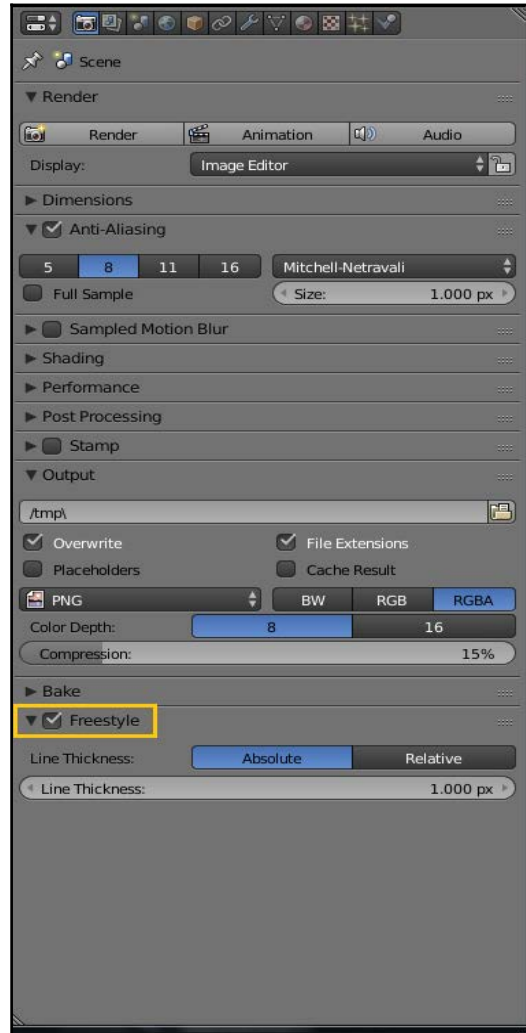 Scene
Render
Render Animation Audio
Display: Image Editor
Dimensions
Anti-Aliasing
5 8 11 16 Mitchell-Netravali
Full Sample Size: 1.000 px
Sampled Motion Blur
Shading
Performance
Post Processing
Stamp
Output
/tmp\
Overwrite File Extensions
Placeholders Cache Result
PNG BW RGB RGBA
Color Depth: 8 16
Compression: 15%
Bake
Freestyle
Line Thickness: Absolute Relative
Line Thickness: 1.000 px